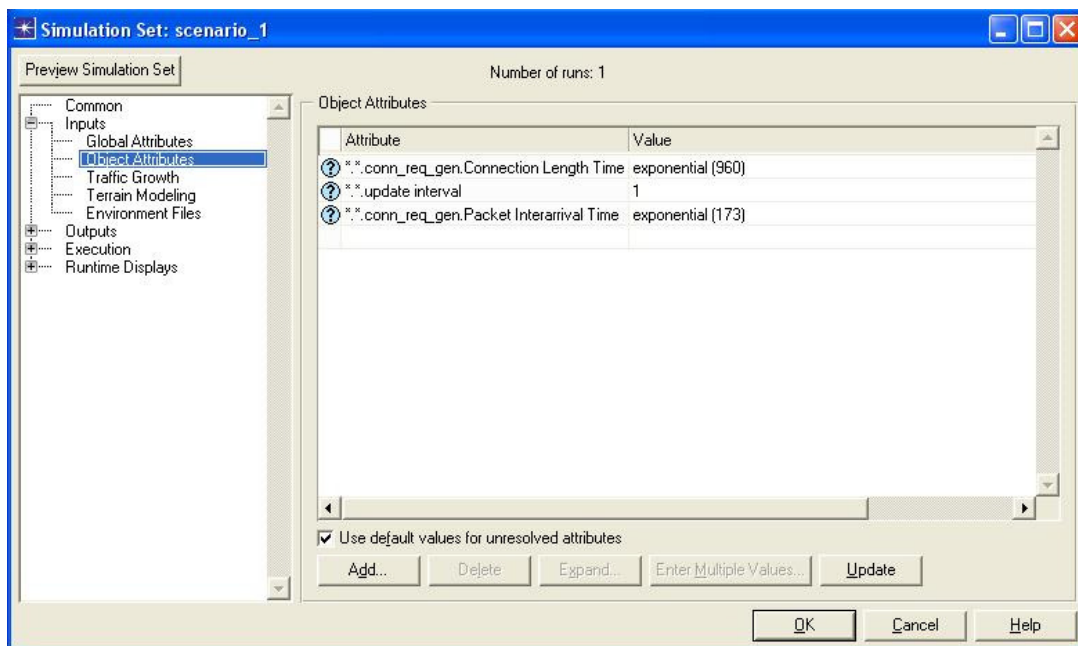 Simulation Set: scenario_1
Preview Simulation Set
Number of runs: 1
Common
Inputs
Global Attributes
Object Attributes
Traffic Growth
Terrain Modeling
Environment Files
Outputs
Execution
Runtime Displays
Object Attributes
Attribute Value
*.*.conn_req_gen.Connection Length Time exponential (960)
*.*.update interval 1
*.*.conn_req_gen.Packet Interarrival Time exponential (173)
Use default values for unresolved attributes
Add... Delete Expand... Enter Multiple Values... Update
OK Cancel Help